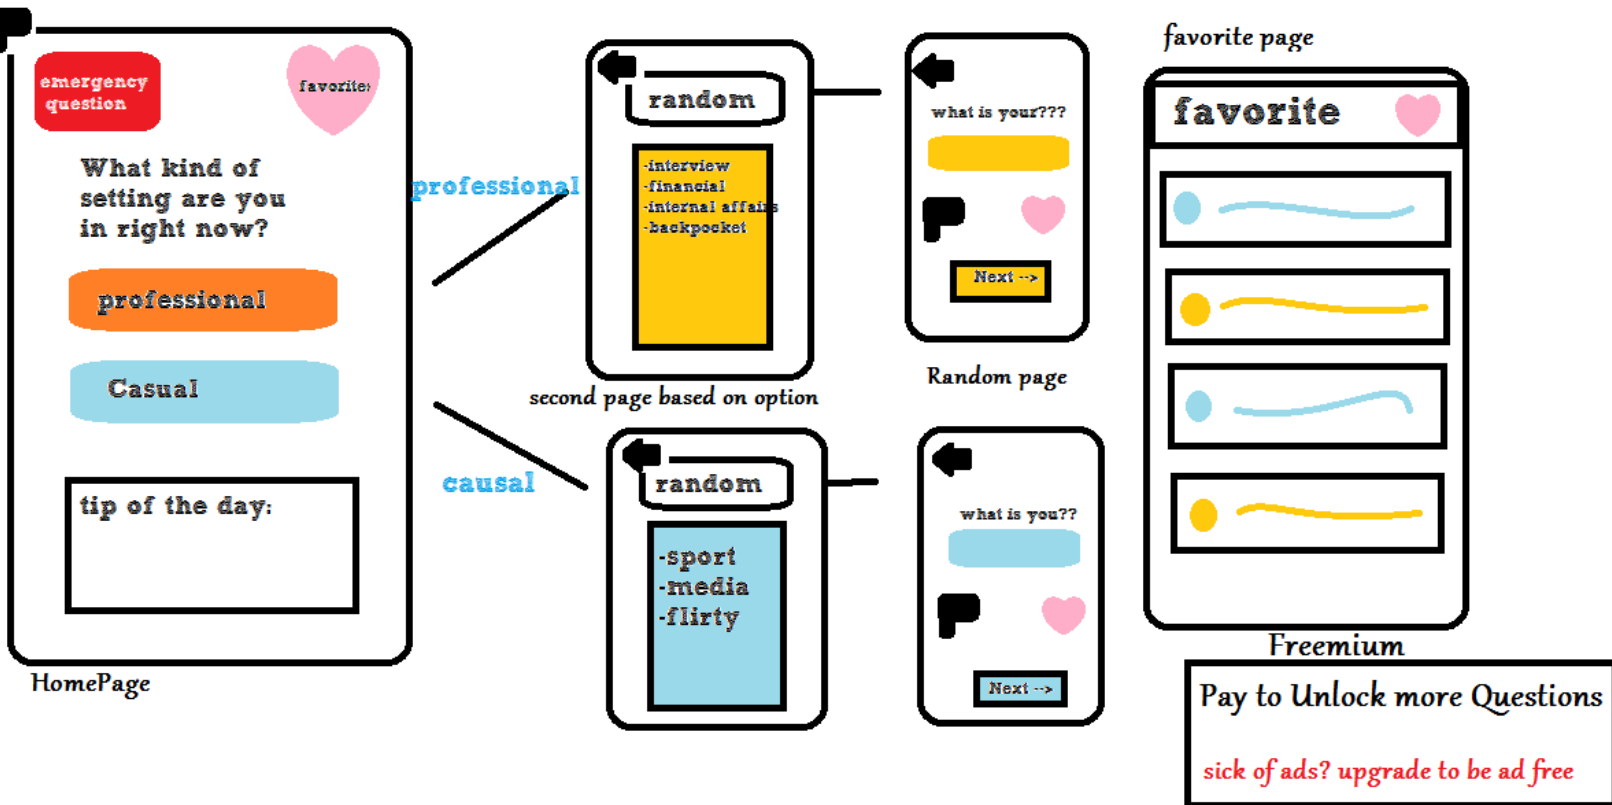 emergency
question
favorites
What kind of
setting are you
in right now?
professional
Casual
tip of the day:
HomePage
professional
causal
random
-interview
-financial
-internal affairs
-backpocket
second page based on option
random
-sport
-media
-flirty
what is your???
Next -->
Random page
what is you??
Next -->
favorite page
favorite
Freemium
Pay to Unlock more Questions
sick of ads? upgrade to be ad free